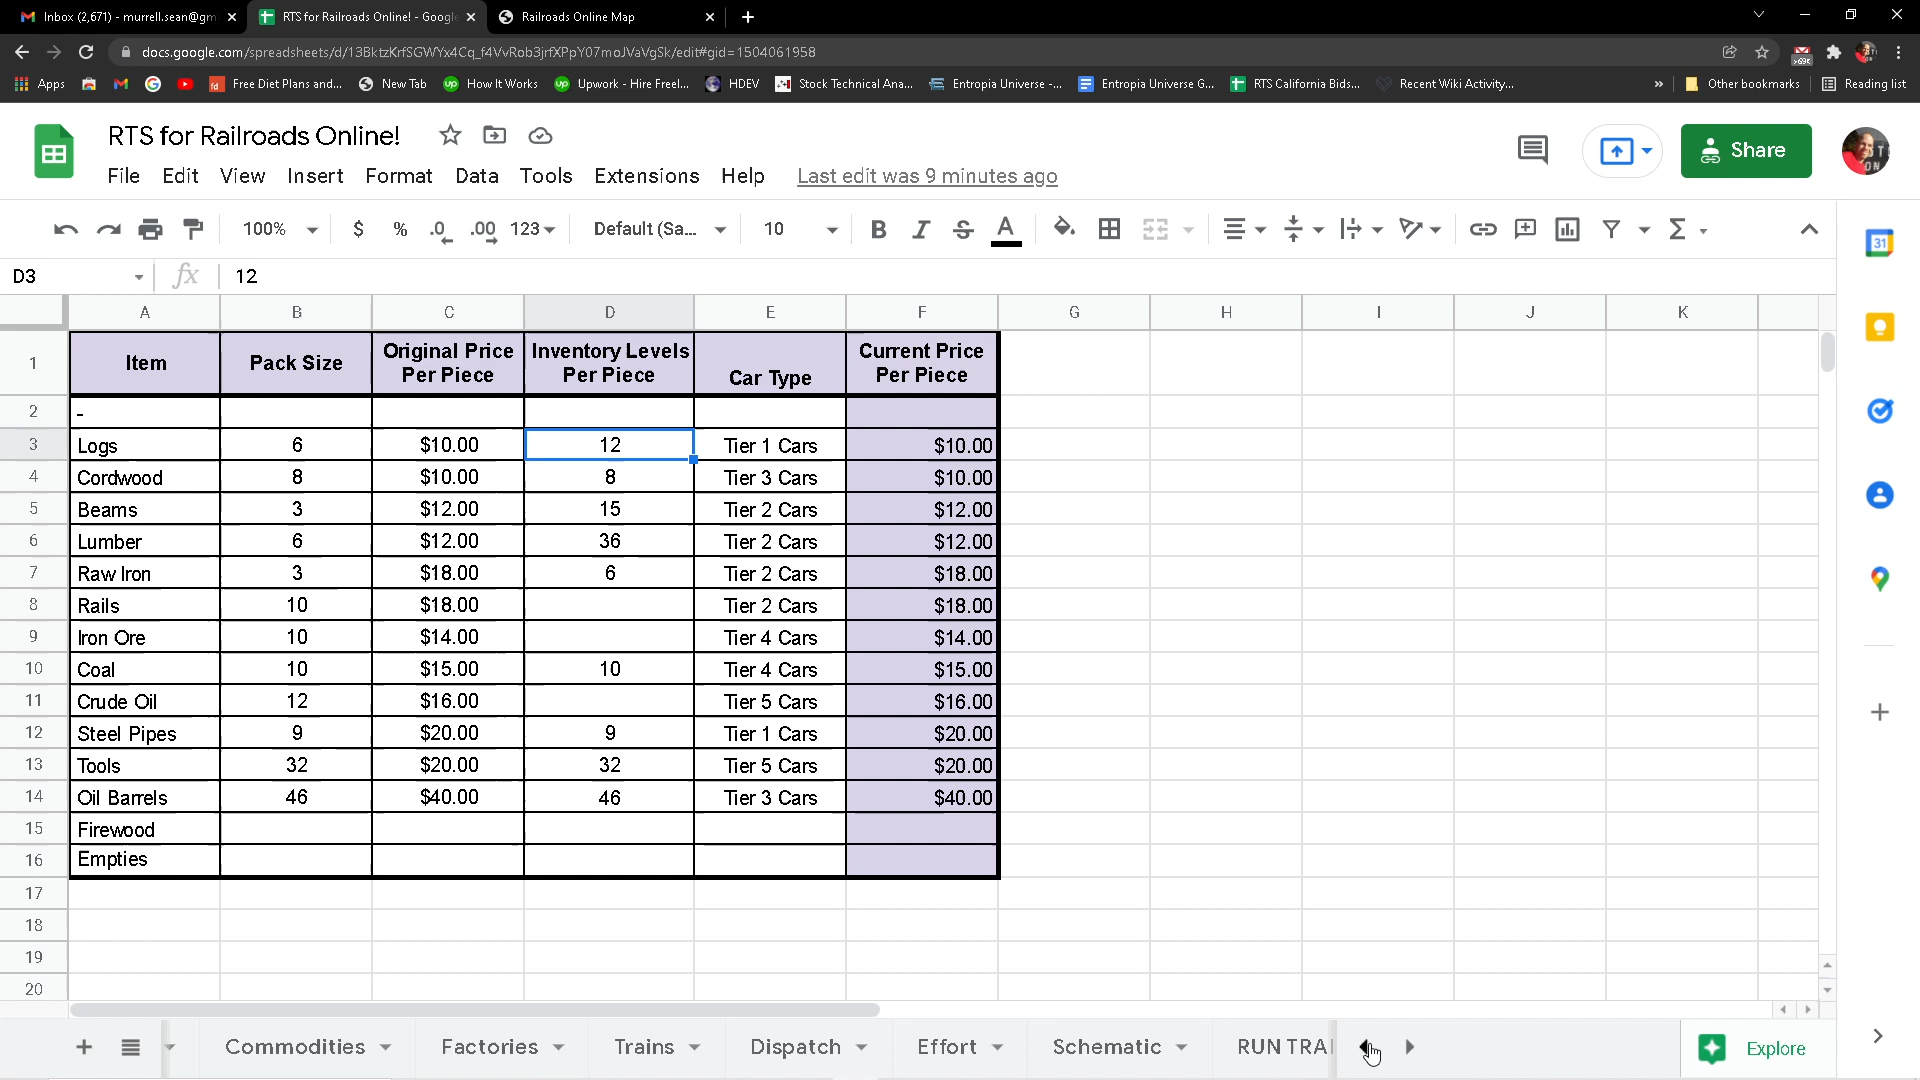 Inbox (2,671) - murrell.sean@gm
RTS for Railroads Online! - Google
Railroads Online Map
docs.google.com/spreadsheets/d/13BktzKrfSGWYx4Cq_f4VvRob3jrfXPpY07moJVaVgSk/edit#gid=1504061958
Apps
Free Diet Plans and...
New Tab
How It Works
Upwork - Hire Freel...
HDEV
Stock Technical Ana...
Entropia Universe -...
Entropia Universe G...
RTS California Bids...
Recent Wiki Activity...
»
Other bookmarks
Reading list
RTS for Railroads Online!
Share
File Edit View Insert Format Data Tools Extensions Help Last edit was 9 minutes ago
100% $ % .0 .00 123 Default (Sa... 10 B I S A
31
D3 fx 12
A B C D E F G H I J K
1 Item Pack Size Original Price Per Piece Inventory Levels Per Piece Car Type Current Price Per Piece
2 -
3 Logs 6 $10.00 12 Tier 1 Cars $10.00
4 Cordwood 8 $10.00 8 Tier 3 Cars $10.00
5 Beams 3 $12.00 15 Tier 2 Cars $12.00
6 Lumber 6 $12.00 36 Tier 2 Cars $12.00
7 Raw Iron 3 $18.00 6 Tier 2 Cars $18.00
8 Rails 10 $18.00 Tier 2 Cars $18.00
9 Iron Ore 10 $14.00 Tier 4 Cars $14.00
10 Coal 10 $15.00 10 Tier 4 Cars $15.00
11 Crude Oil 12 $16.00 Tier 5 Cars $16.00
12 Steel Pipes 9 $20.00 9 Tier 1 Cars $20.00
13 Tools 32 $20.00 32 Tier 5 Cars $20.00
14 Oil Barrels 46 $40.00 46 Tier 3 Cars $40.00
15 Firewood
16 Empties
17
18
19
20
Commodities Factories Trains Dispatch Effort Schematic RUN TRAI
Explore